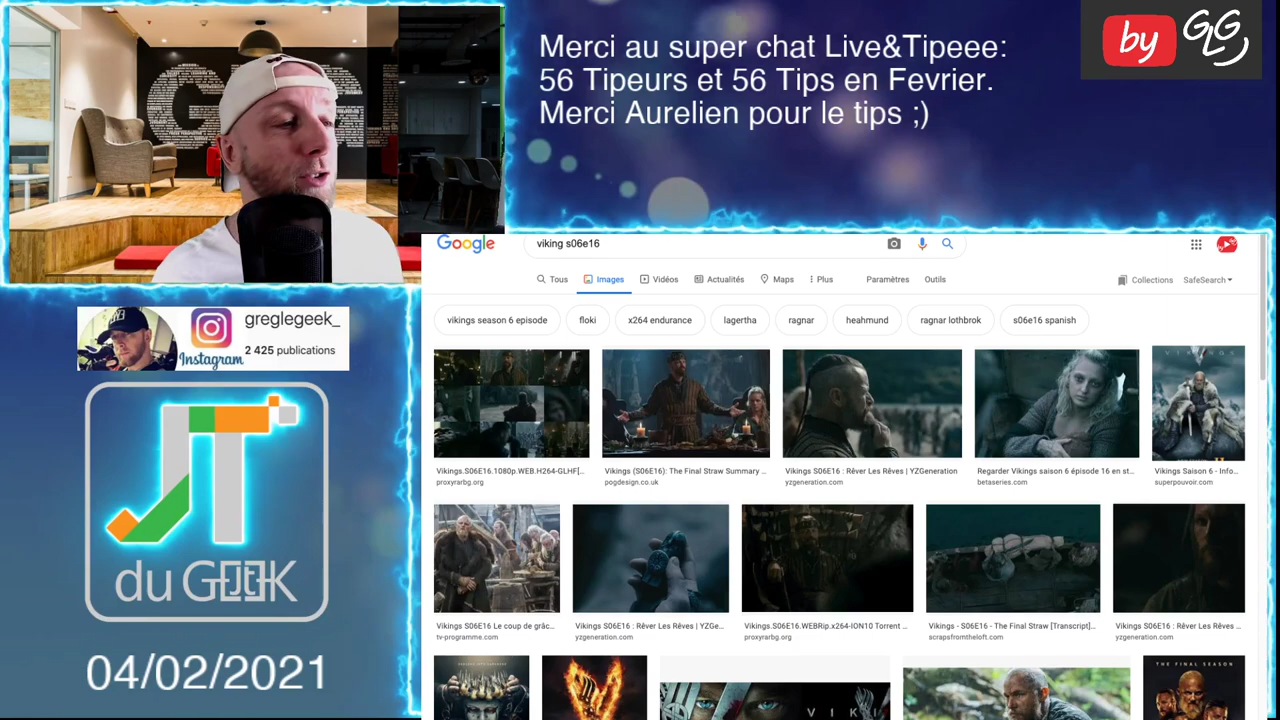 Merci au super chat Live&Tipeee:
56 Tipeurs et 56 Tips en Fevrier.
Merci Aurelien pour le tips ;)
by GLG
greglegeek_
2 425 publications
Instagram
JT
du GEEK
04/02/2021
Google
viking s06e16
Tous
Images
Vidéos
Actualités
Maps
Plus
Paramètres
Outils
Collections
SafeSearch
vikings season 6 episode
floki
x264 endurance
lagertha
ragnar
heahmund
ragnar lothbrok
s06e16 spanish
VIKINGS
Vikings.S06E16.1080p.WEB.H264-GLHF[..
proxyrarbg.org
Vikings (S06E16): The Final Straw Summary ...
pogdesign.co.uk
Vikings S06E16 : Rêver Les Rêves | YZGeneration
yzgeneration.com
Regarder Vikings saison 6 épisode 16 en st...
betaseries.com
Vikings Saison 6 - Info...
superpouvoir.com
Vikings S06E16 Le coup de grâc...
tv-programme.com
Vikings S06E16 : Rêver Les Rêves | YZGe...
yzgeneration.com
Vikings.S06E16.WEBRip.x264-ION10 Torrent ...
proxyrarbg.org
Vikings - S06E16 - The Final Straw [Transcript]...
scrapsfromtheloft.com
Vikings S06E16 : Rêver Les Rêves ...
yzgeneration.com
THE FINAL SEASON